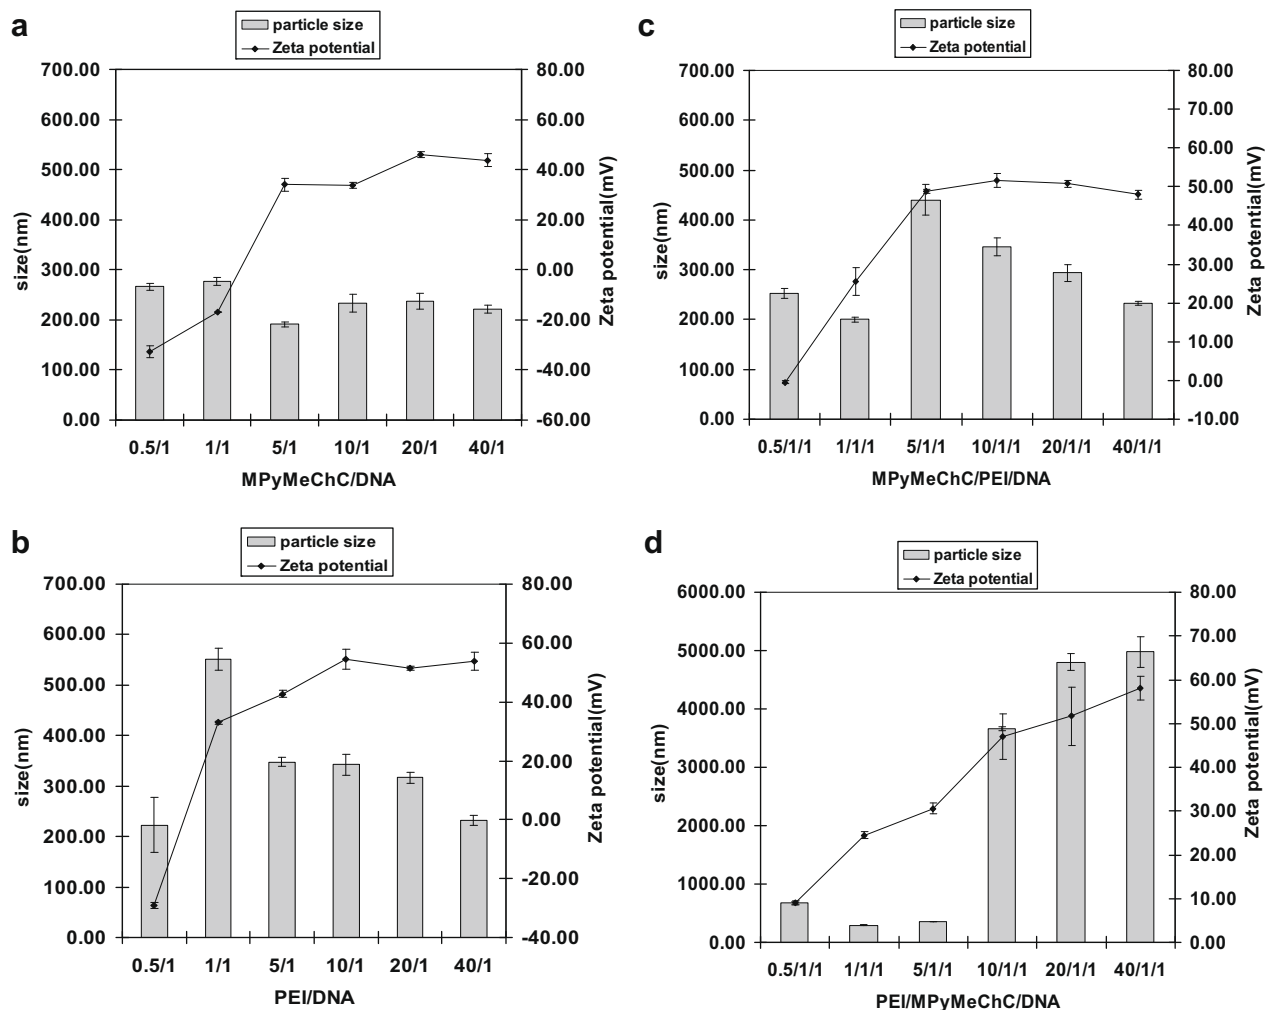 a
particle size
Zeta potential
700.00
600.00
500.00
400.00
300.00
200.00
100.00
0.00
size(nm)
80.00
60.00
40.00
20.00
0.00
-20.00
-40.00
-60.00
Zeta potential(mV)
0.5/1 1/1 5/1 10/1 20/1 40/1
MPyMeChC/DNA
c
particle size
Zeta potential
700.00
600.00
500.00
400.00
300.00
200.00
100.00
0.00
size(nm)
80.00
70.00
60.00
50.00
40.00
30.00
20.00
10.00
0.00
-10.00
Zeta potential(mV)
0.5/1/1 1/1/1 5/1/1 10/1/1 20/1/1 40/1/1
MPyMeChC/PEI/DNA
b
particle size
Zeta potential
700.00
600.00
500.00
400.00
300.00
200.00
100.00
0.00
size(nm)
80.00
60.00
40.00
20.00
0.00
-20.00
-40.00
Zeta potential(mV)
0.5/1 1/1 5/1 10/1 20/1 40/1
PEI/DNA
d
particle size
Zeta potential
6000.00
5000.00
4000.00
3000.00
2000.00
1000.00
0.00
size(nm)
80.00
70.00
60.00
50.00
40.00
30.00
20.00
10.00
0.00
Zeta potential(mV)
0.5/1/1 1/1/1 5/1/1 10/1/1 20/1/1 40/1/1
PEI/MPyMeChC/DNA